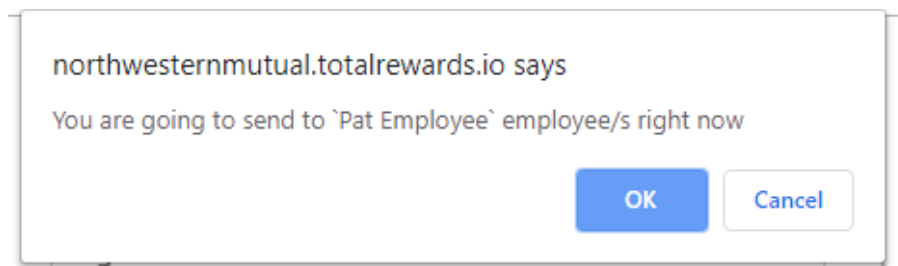 northwesternmutual.totalrewards.io says
You are going to send to `Pat Employee` employee/s right now
OK Cancel